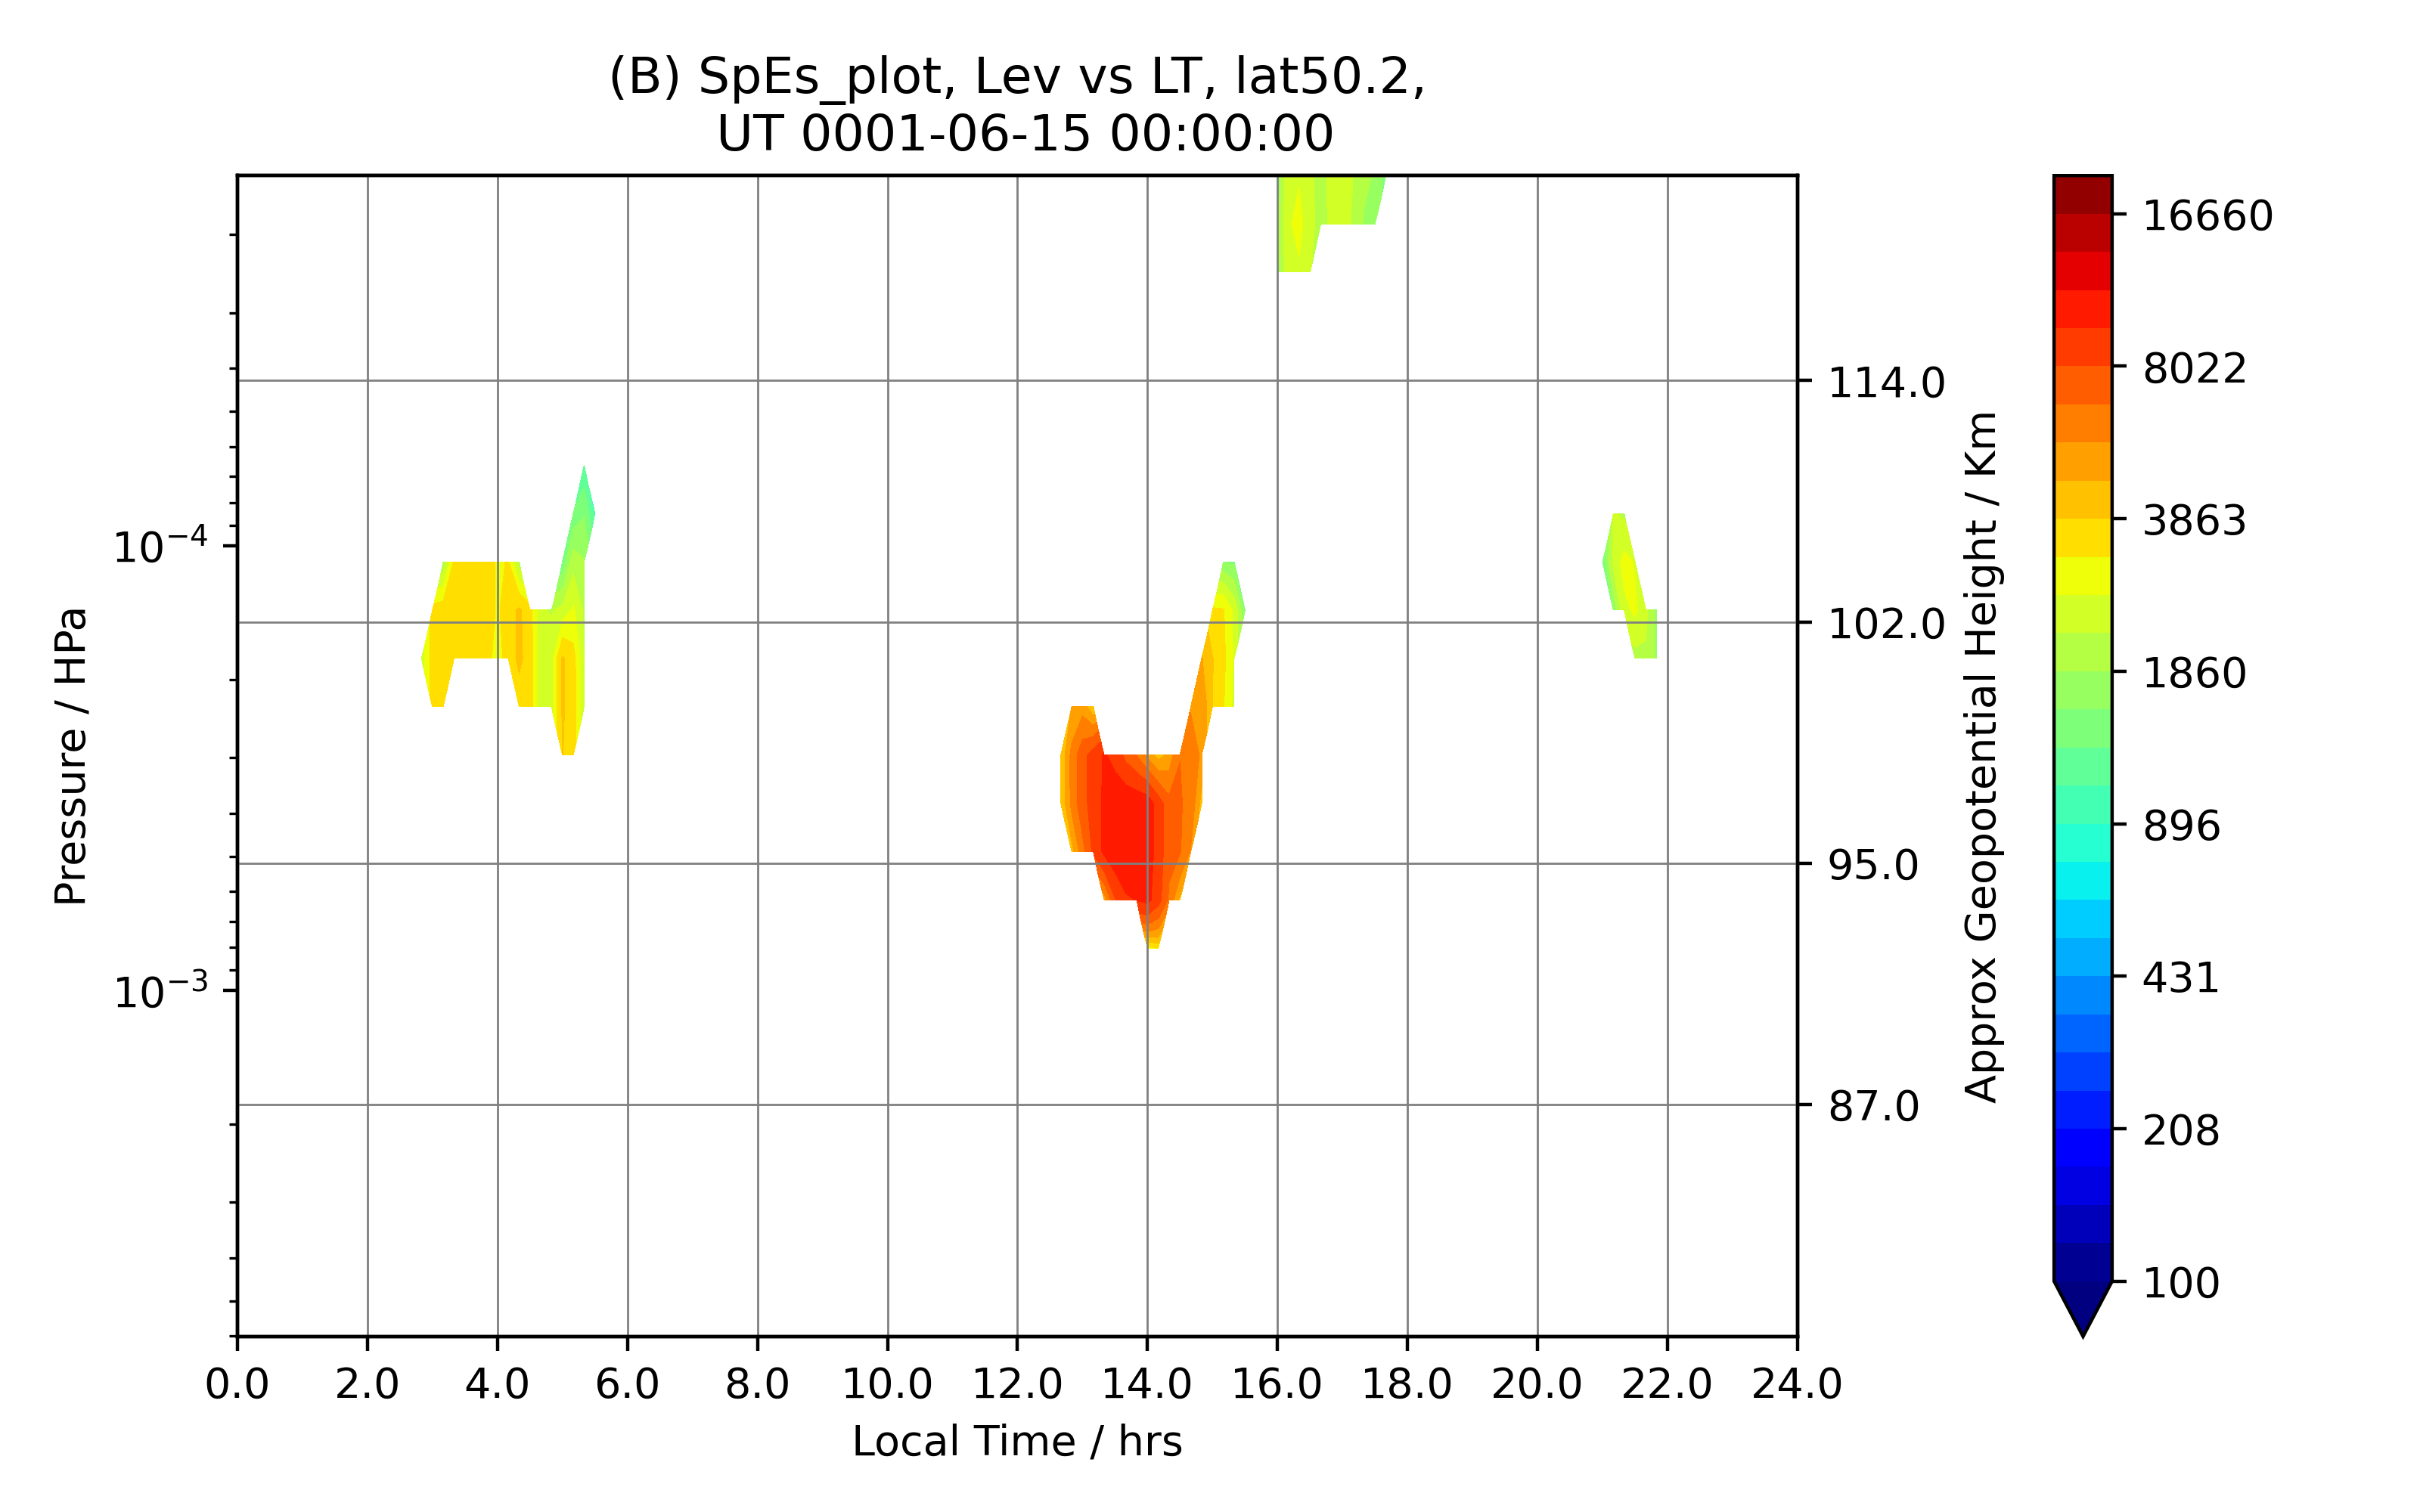 (B) SpEs_plot, Lev vs LT, lat50.2,
UT 0001-06-15 00:00:00
Pressure / HPa
10⁻⁴
10⁻³
114.0
102.0
95.0
87.0
Approx Geopotential Height / Km
16660
8022
3863
1860
896
431
208
100
0.0 2.0 4.0 6.0 8.0 10.0 12.0 14.0 16.0 18.0 20.0 22.0 24.0
Local Time / hrs